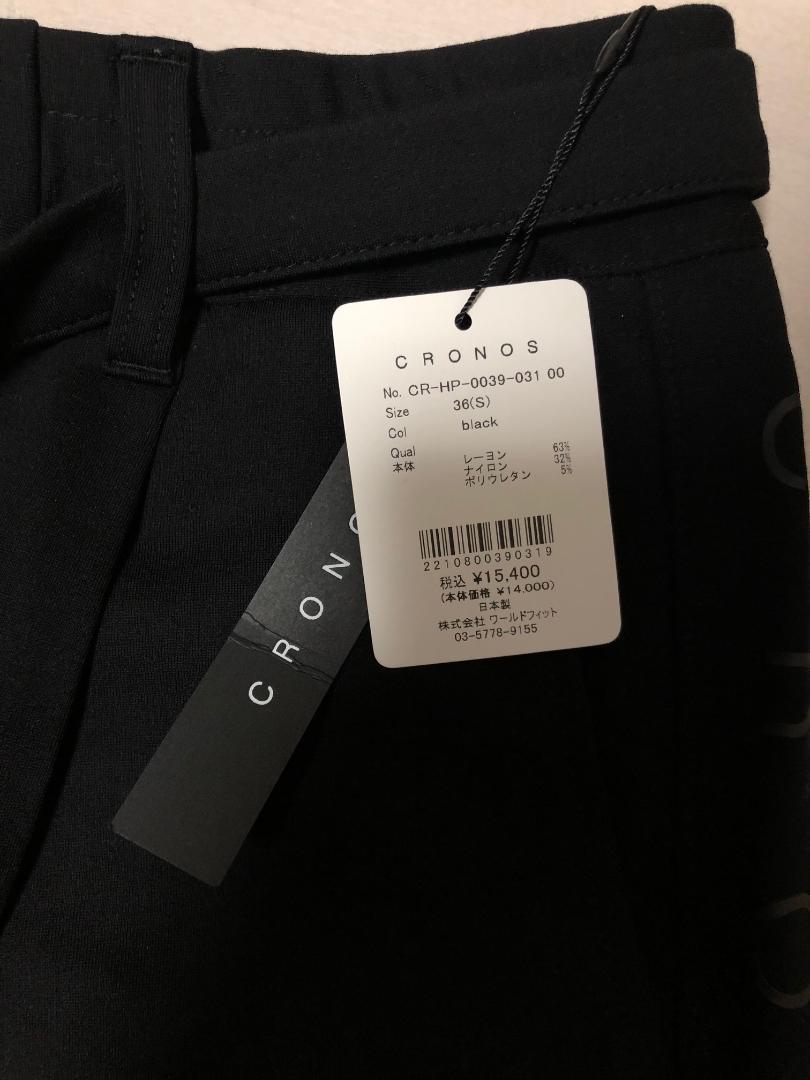 CRONOS
No. CR-HP-0039-031 00
Size 36(S)
Col black
Qual
本体 レーヨン 63%
ナイロン 32%
ポリウレタン 5%
2210800390319
税込 ¥15,400
(本体価格 ¥14,000)
日本製
株式会社 ワールドフィット
03-5778-9155
CRONO